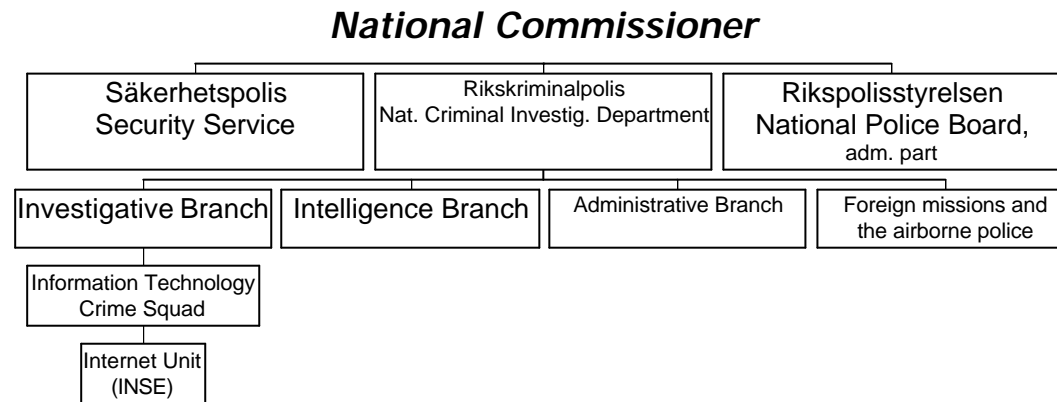 National Commissioner
Säkerhetspolis
Security Service
Rikskriminalpolis
Nat. Criminal Investig. Department
Rikspolisstyrelsen
National Police Board,
adm. part
Investigative Branch
Intelligence Branch
Administrative Branch
Foreign missions and
the airborne police
Information Technology
Crime Squad
Internet Unit
(INSE)